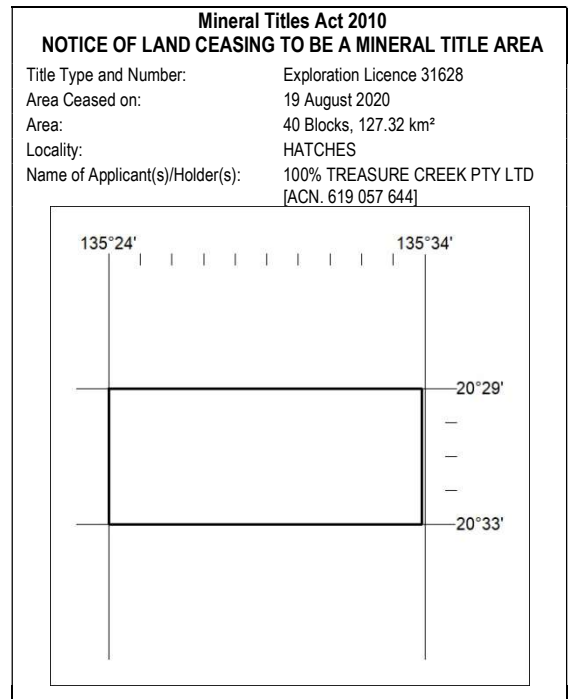 Mineral Titles Act 2010
NOTICE OF LAND CEASING TO BE A MINERAL TITLE AREA
Title Type and Number: Exploration Licence 31628
Area Ceased on: 19 August 2020
Area: 40 Blocks, 127.32 km²
Locality: HATCHES
Name of Applicant(s)/Holder(s): 100% TREASURE CREEK PTY LTD
[ACN. 619 057 644]
135°24' 135°34'
20°29'
20°33'